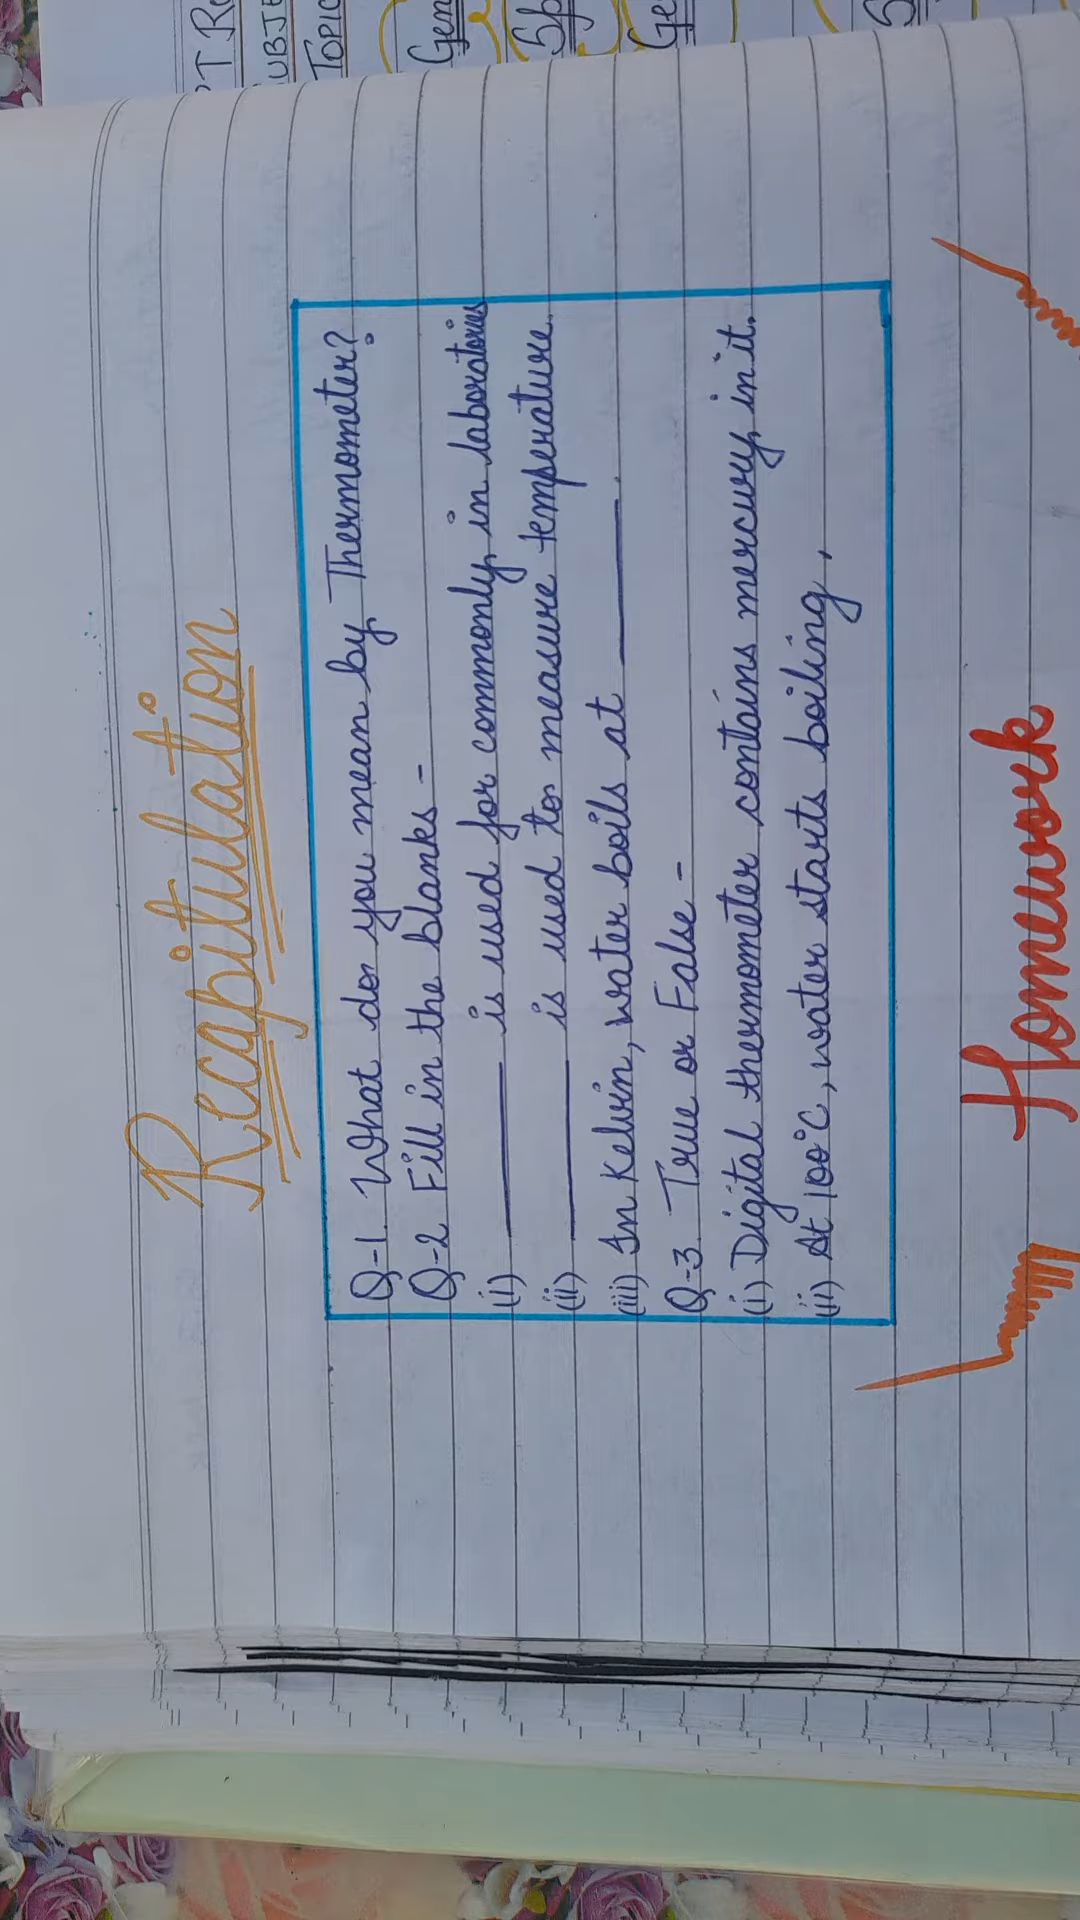 Recapitulation
Q-1. What do you mean by Thermometer?
Q-2 Fill in the blanks -
(i) ______ is used for commonly in laboratories
(ii) ______ is used to measure temperature.
(iii) In Kelvin, water boils at ______.
Q-3. True or False -
(i) Digital thermometer contains mercury in it.
(ii) At 100°C, water starts boiling.
Homework